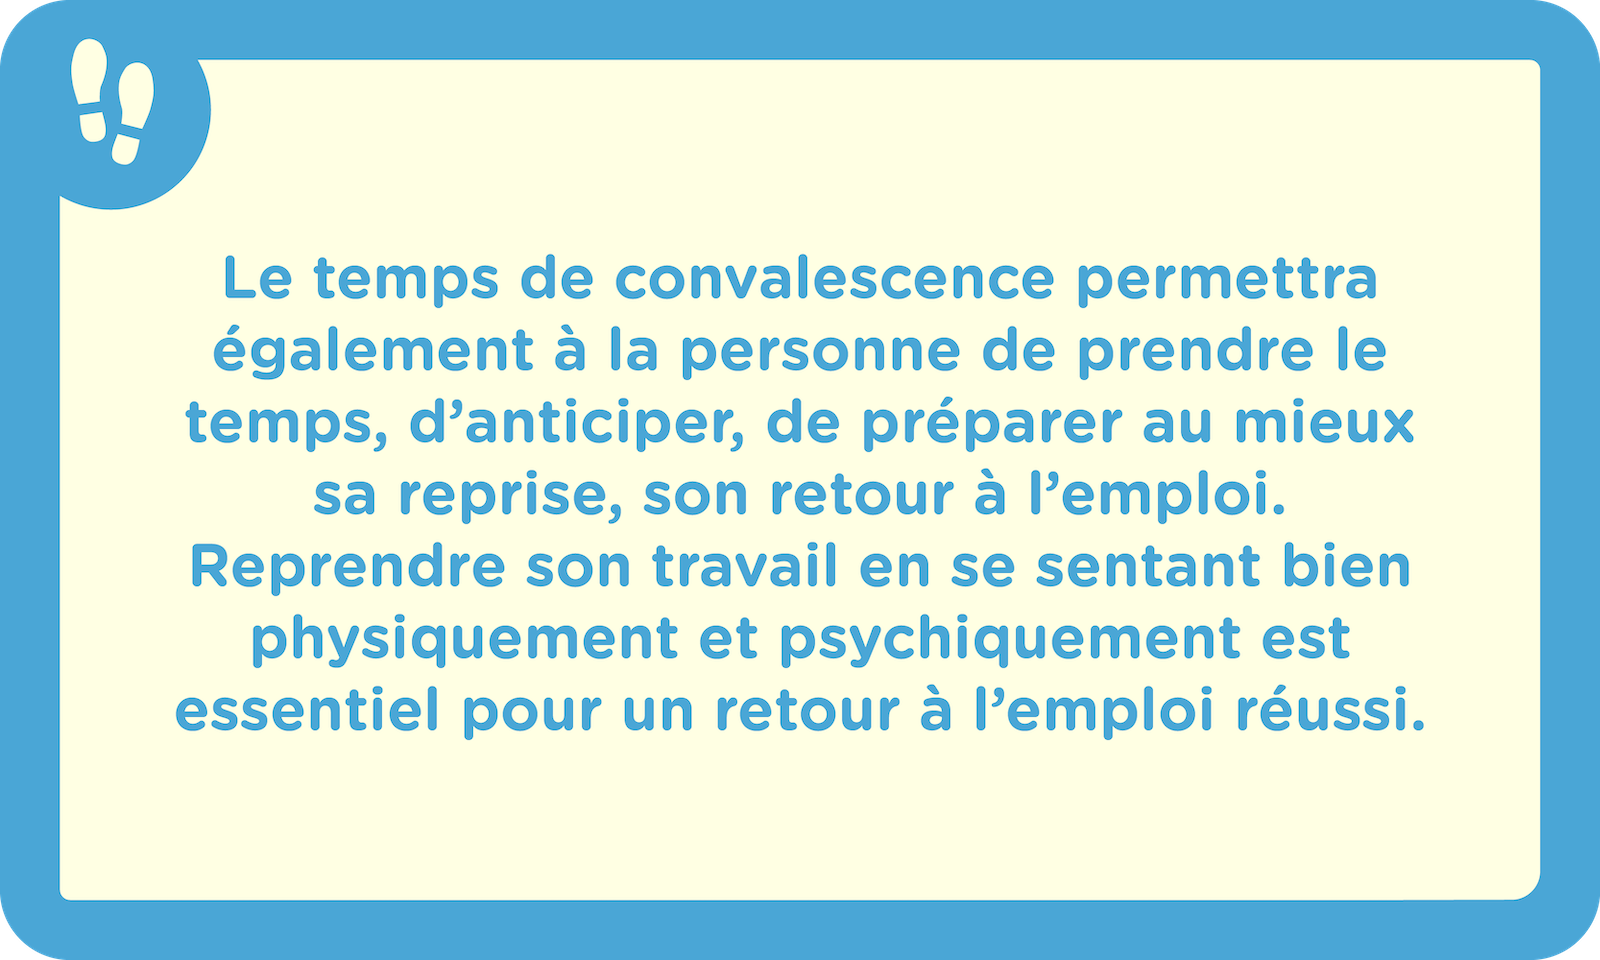 Le temps de convalescence permettra
également à la personne de prendre le
temps, d’anticiper, de préparer au mieux
sa reprise, son retour à l’emploi.
Reprendre son travail en se sentant bien
physiquement et psychiquement est
essentiel pour un retour à l’emploi réussi.